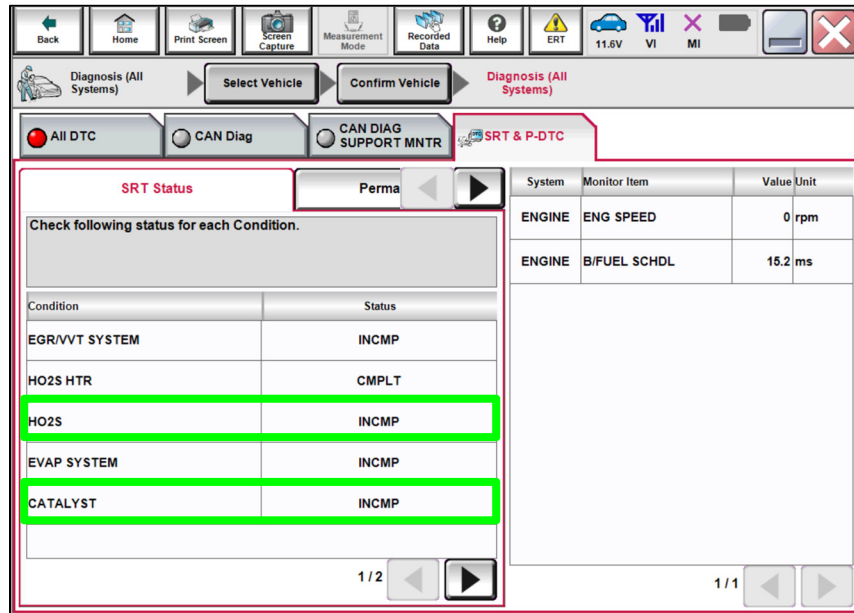 Back
Home
Print Screen
Screen
Capture
Measurement
Mode
Recorded
Data
Help
ERT
11.6V
VI
MI
Diagnosis (All
Systems)
Select Vehicle
Confirm Vehicle
Diagnosis (All
Systems)
All DTC
CAN Diag
CAN DIAG
SUPPORT MNTR
SRT & P-DTC
SRT Status
Perma
Check following status for each Condition.
Condition Status
EGR/VVT SYSTEM INCMP
HO2S HTR CMPLT
HO2S INCMP
EVAP SYSTEM INCMP
CATALYST INCMP
1 / 2
System Monitor Item Value Unit
ENGINE ENG SPEED 0 rpm
ENGINE B/FUEL SCHDL 15.2 ms
1 / 1